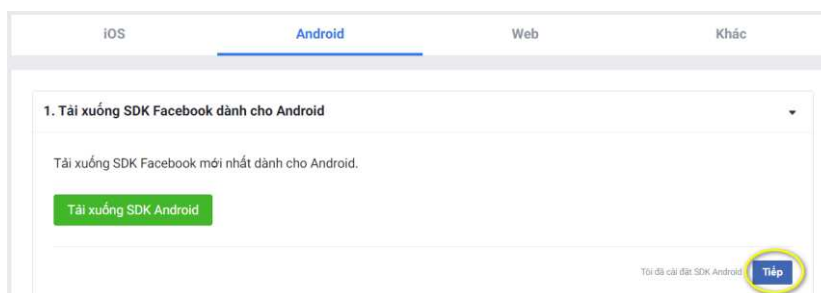 iOS Android Web Khác
1. Tải xuống SDK Facebook dành cho Android
Tải xuống SDK Facebook mới nhất dành cho Android.
Tải xuống SDK Android
Tôi đã cài đặt SDK Android Tiếp